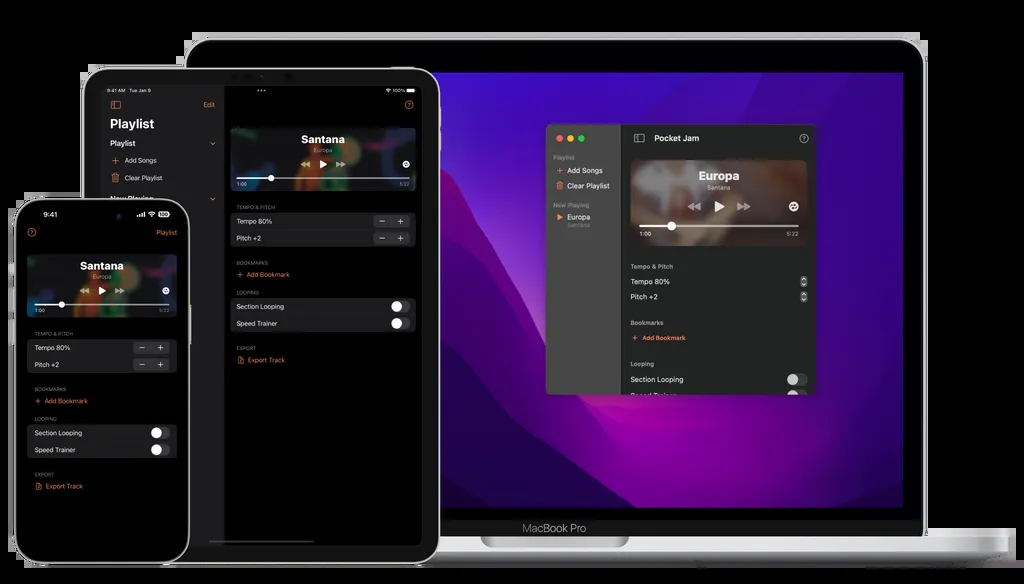 9:41 AM Tue Jan 9
100%
Edit
Playlist
Playlist
Add Songs
Clear Playlist
Now Playing
Santana
Europa
1:00
5:22
TEMPO & PITCH
Tempo 80%
Pitch +2
BOOKMARKS
Add Bookmark
LOOPING
Section Looping
Speed Trainer
EXPORT
Export Track
9:41
100
Playlist
Santana
Europa
1:00
5:22
TEMPO & PITCH
Tempo 80%
Pitch +2
BOOKMARKS
Add Bookmark
LOOPING
Section Looping
Speed Trainer
EXPORT
Export Track
Playlist
Add Songs
Clear Playlist
Now Playing
Europa
Santana
Pocket Jam
Europa
Santana
1:00
5:22
Tempo & Pitch
Tempo 80%
Pitch +2
Bookmarks
Add Bookmark
Looping
Section Looping
Speed Trainer
MacBook Pro